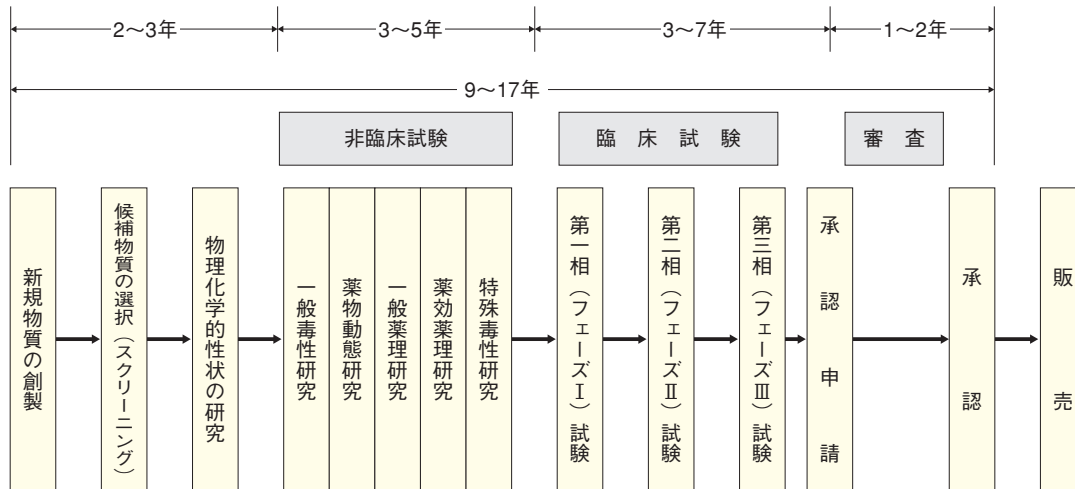 2〜3年
3〜5年
3〜7年
1〜2年
9〜17年
非臨床試験
臨床試験
審査
新規物質の創製
候補物質の選択（スクリーニング）
物理化学的性状の研究
一般毒性研究
薬物動態研究
一般薬理研究
薬効薬理研究
特殊毒性研究
第一相（フェーズⅠ）試験
第二相（フェーズⅡ）試験
第三相（フェーズⅢ）試験
承認申請
承認
販売